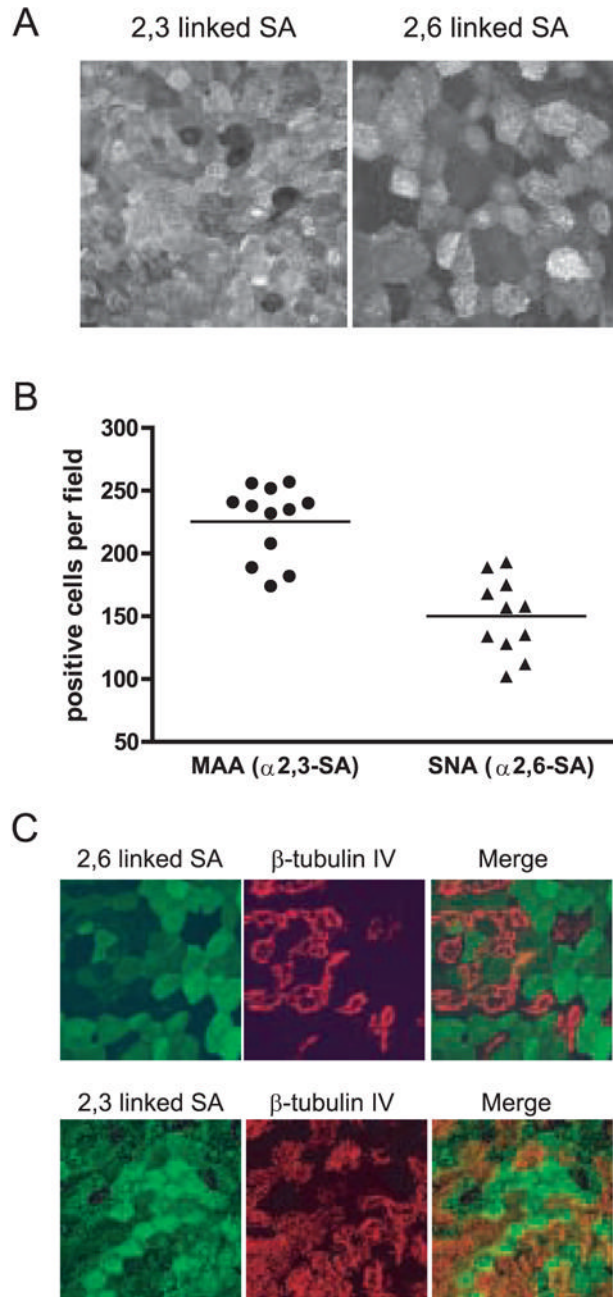 A
2,3 linked SA 2,6 linked SA
B
positive cells per field
300
250
200
150
100
50
MAA (α2,3-SA) SNA (α2,6-SA)
C
2,6 linked SA β-tubulin IV Merge
2,3 linked SA β-tubulin IV Merge